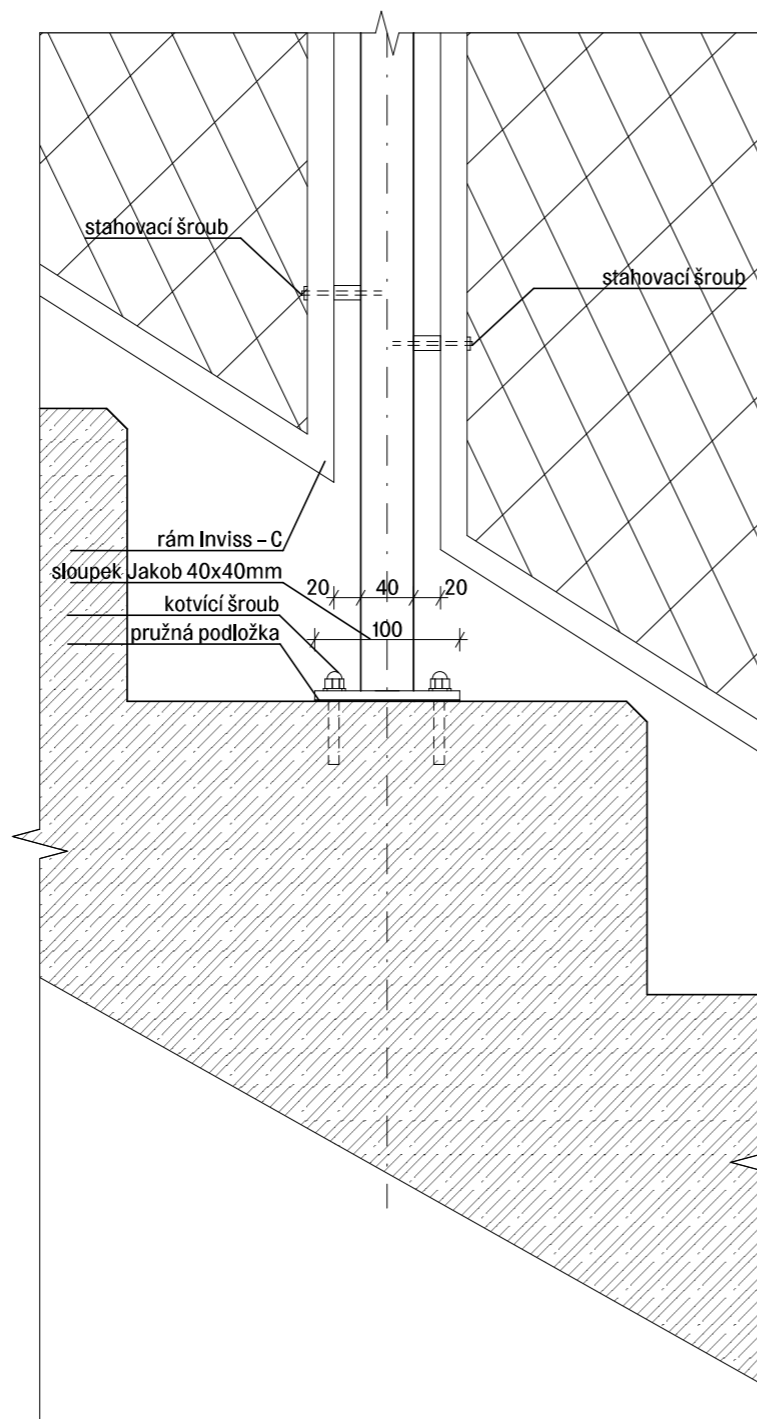 stahovací šroub
stahovací šroub
rám Inviss – C
sloupek Jakob 40x40mm
20 40 20
kotvící šroub
100
pružná podložka